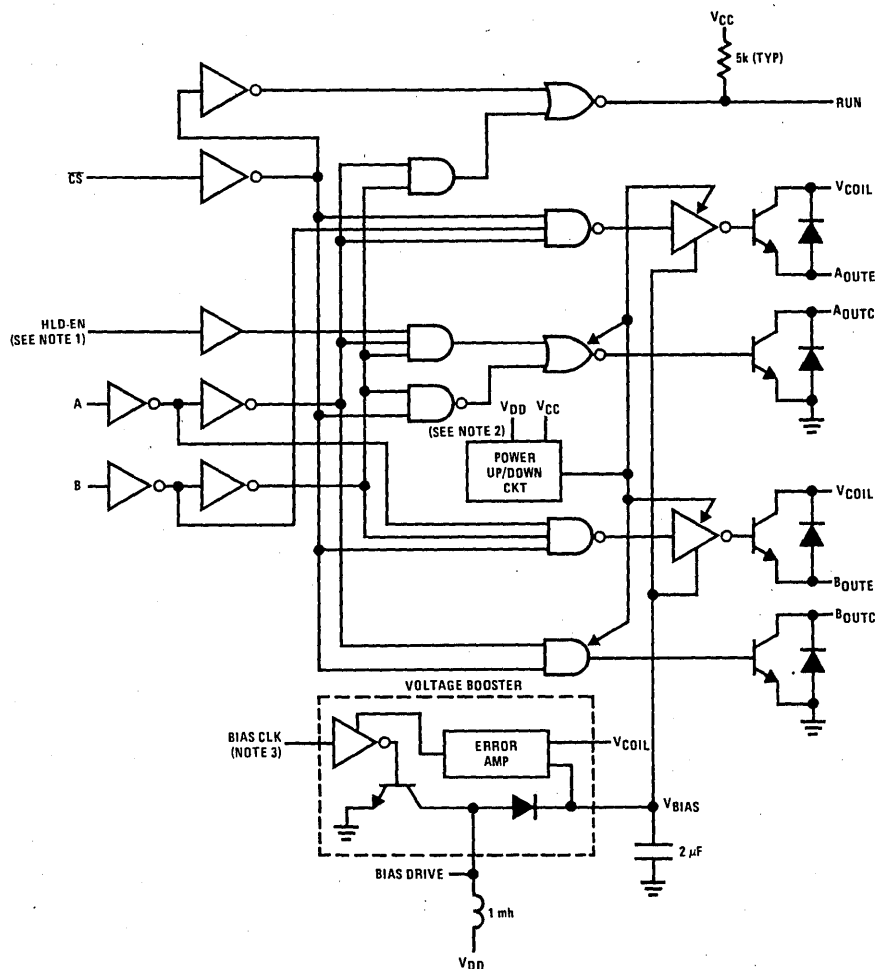 VCC
5k (TYP)
RUN
CS
VCOIL
AOUTE
HLD-EN
(SEE NOTE 1)
AOUTC
A
(SEE NOTE 2)
VDD
VCC
POWER
UP/DOWN
CKT
B
VCOIL
BOUTE
BOUTC
VOLTAGE BOOSTER
BIAS CLK
(NOTE 3)
ERROR
AMP
VCOIL
VBIAS
2 μF
BIAS DRIVE
1 mh
VDD